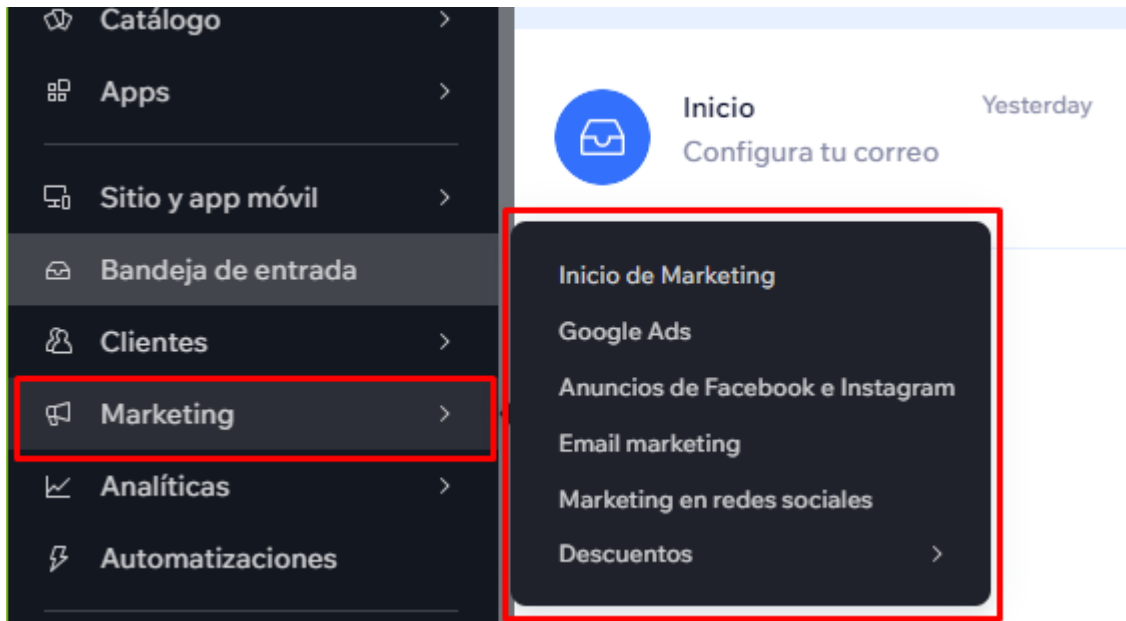 Catálogo
Apps
Sitio y app móvil
Bandeja de entrada
Clientes
Marketing
Analíticas
Automatizaciones
Inicio
Yesterday
Configura tu correo
Inicio de Marketing
Google Ads
Anuncios de Facebook e Instagram
Email marketing
Marketing en redes sociales
Descuentos